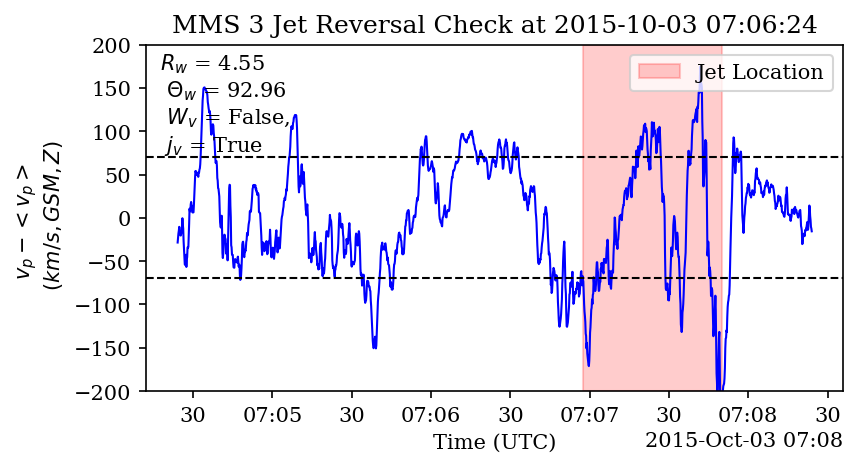 MMS 3 Jet Reversal Check at 2015-10-03 07:06:24
R_w = 4.55
Θ_w = 92.96
W_v = False,
j_v = True
Jet Location
v_p − < v_p >
(km/s, GSM, Z)
200
150
100
50
0
−50
−100
−150
−200
30 07:05 30 07:06 30 07:07 30 07:08 30
Time (UTC)
2015-Oct-03 07:08